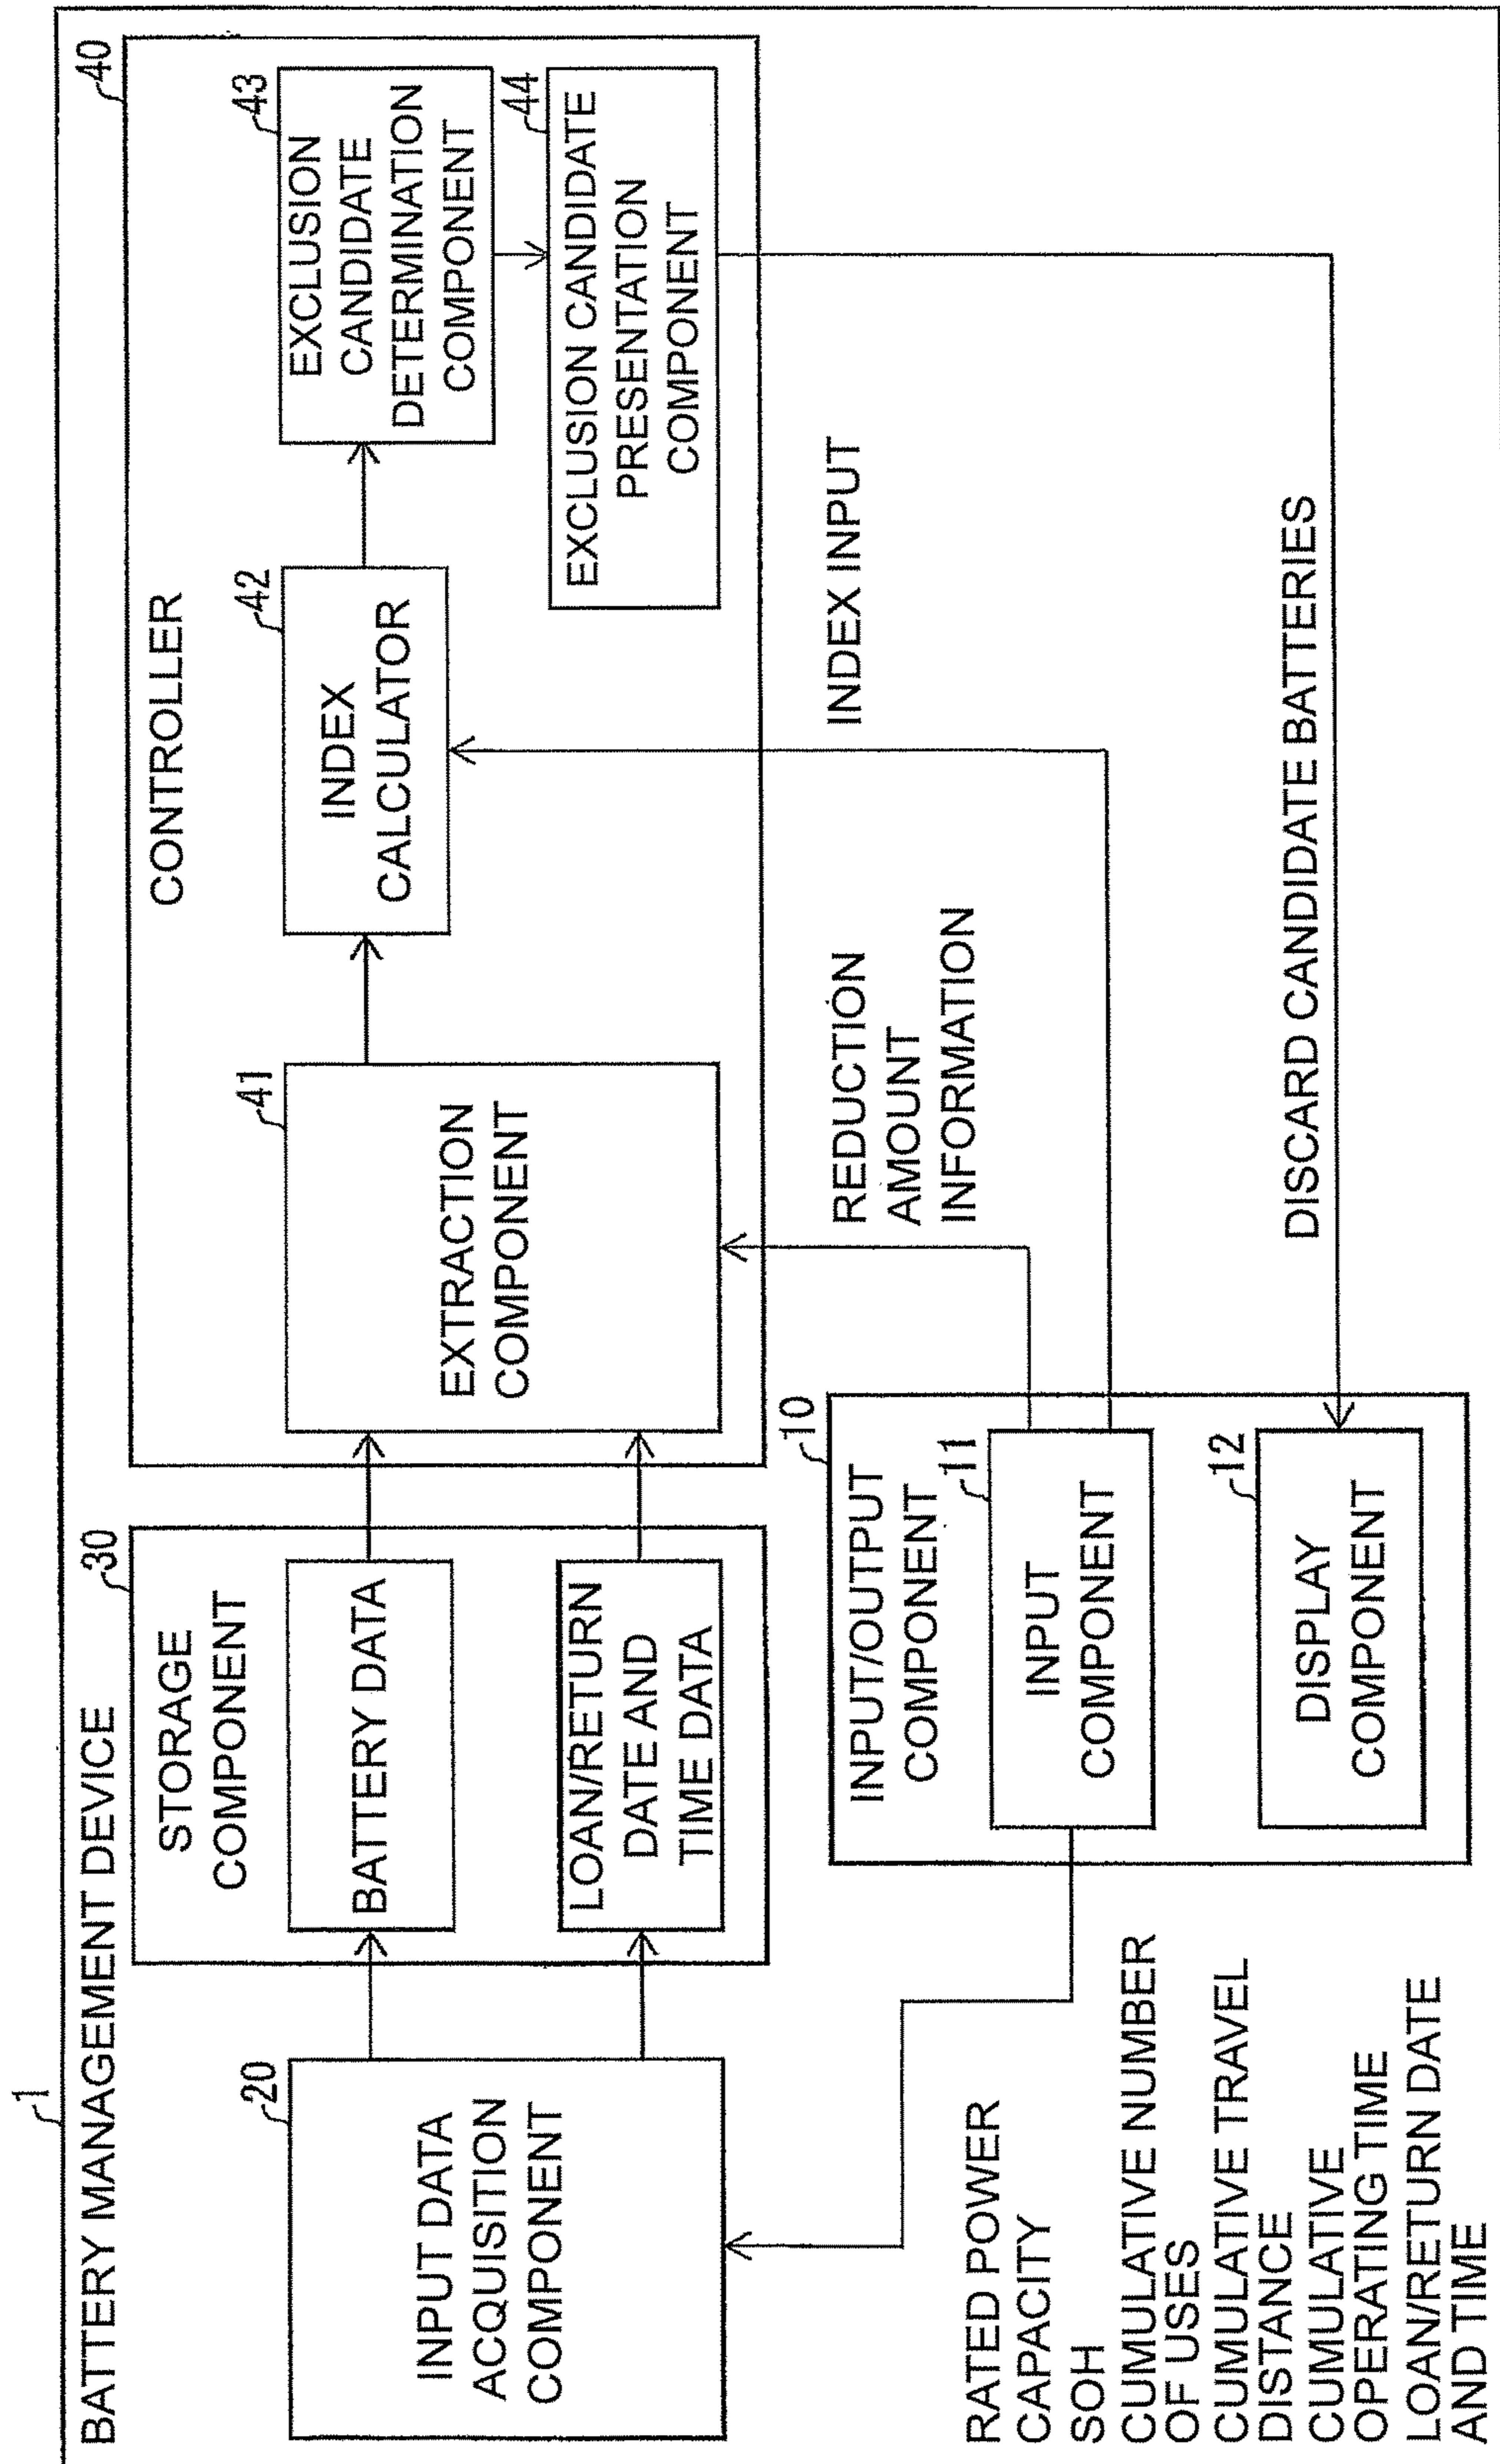 1
BATTERY MANAGEMENT DEVICE
20
INPUT DATA
ACQUISITION
COMPONENT
30
STORAGE
COMPONENT
BATTERY DATA
LOAN/RETURN
DATE AND
TIME DATA
40
CONTROLLER
41
EXTRACTION
COMPONENT
42
INDEX
CALCULATOR
43
EXCLUSION
CANDIDATE
DETERMINATION
COMPONENT
44
EXCLUSION CANDIDATE
PRESENTATION
COMPONENT
RATED POWER
CAPACITY
SOH
CUMULATIVE NUMBER
OF USES
CUMULATIVE TRAVEL
DISTANCE
CUMULATIVE
OPERATING TIME
LOAN/RETURN DATE
AND TIME
10
INPUT/OUTPUT
COMPONENT
11
INPUT
COMPONENT
12
DISPLAY
COMPONENT
REDUCTION
AMOUNT
INFORMATION
INDEX INPUT
DISCARD CANDIDATE BATTERIES